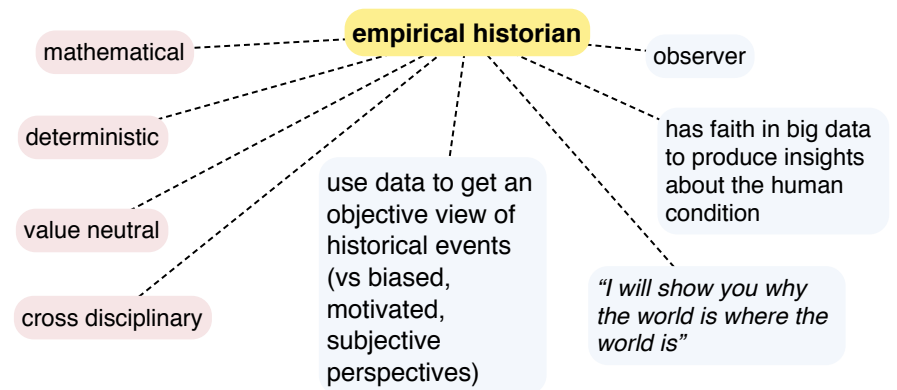 empirical historian
mathematical
observer
deterministic
has faith in big data
to produce insights
about the human
condition
value neutral
use data to get an
objective view of
historical events
(vs biased,
motivated,
subjective
perspectives)
cross disciplinary
“I will show you why
the world is where the
world is”